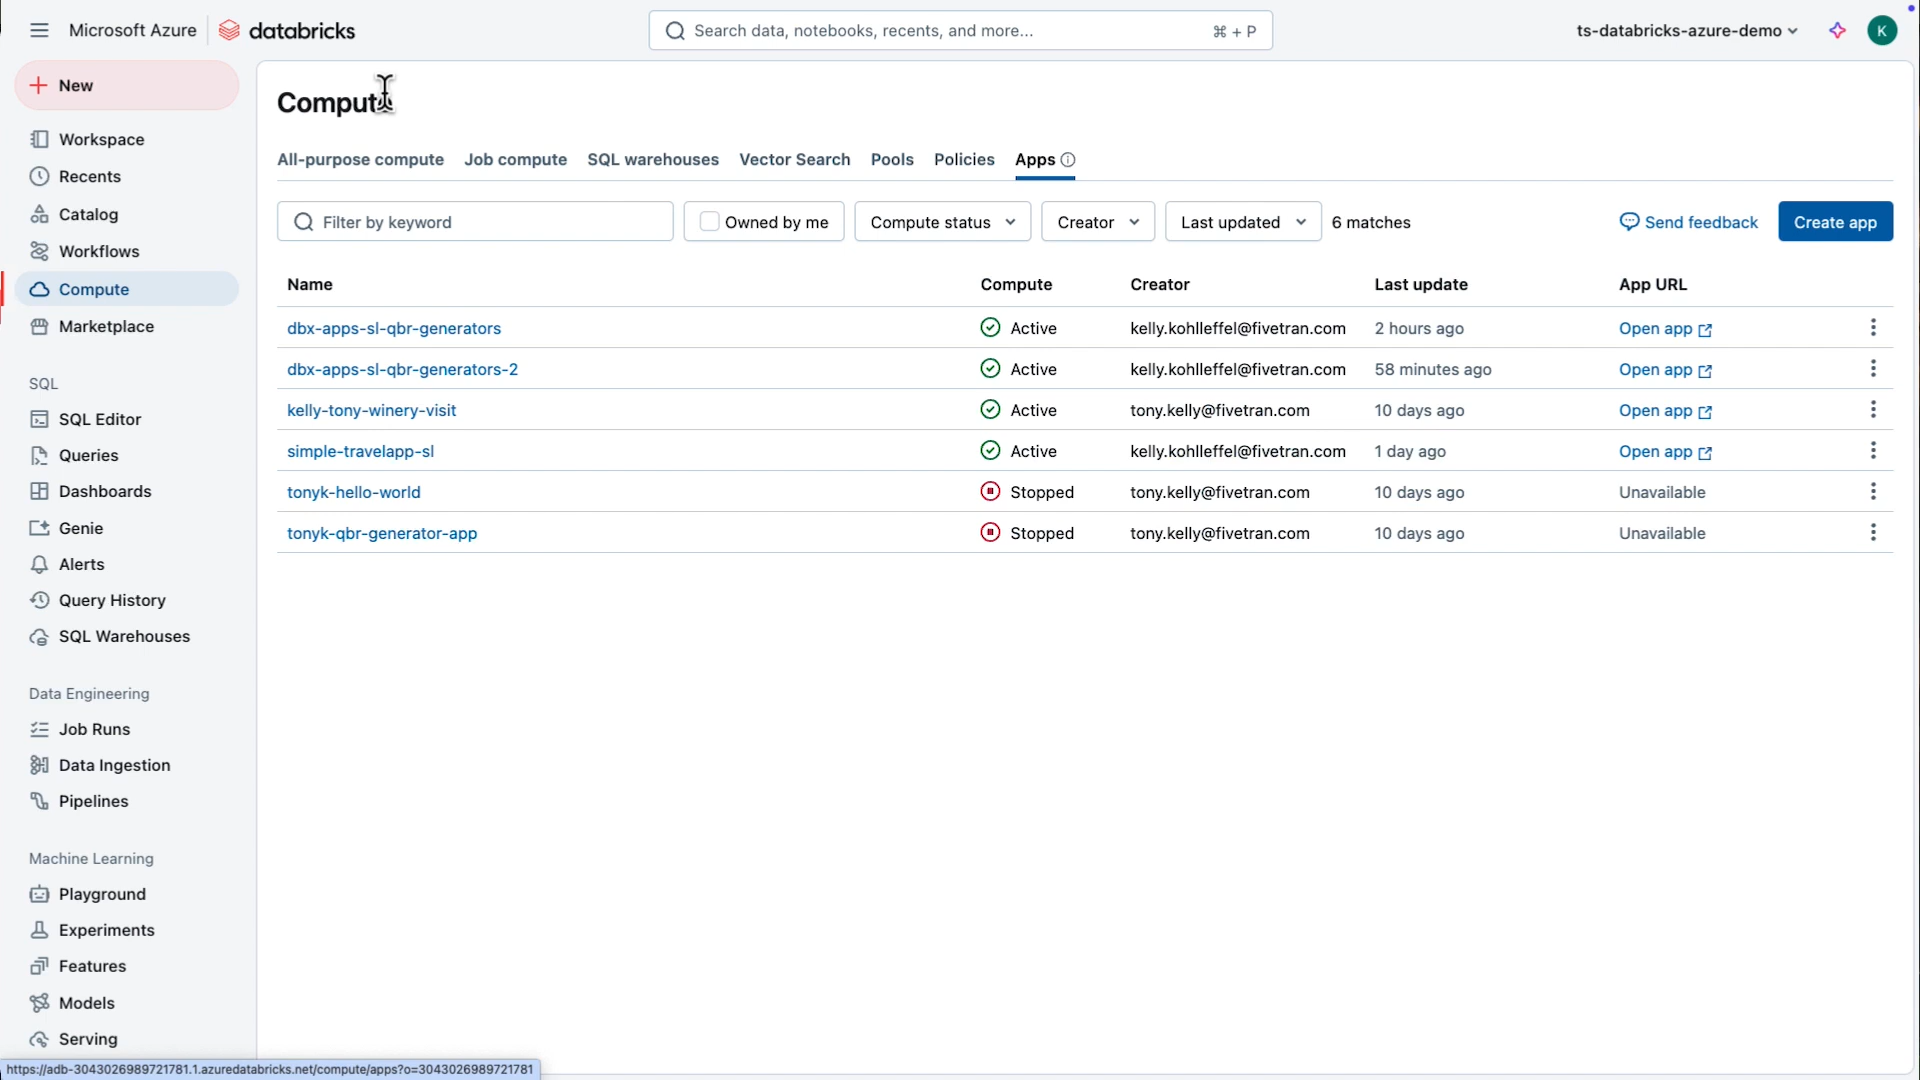 Microsoft Azure databricks
Search data, notebooks, recents, and more... ⌘ + P
ts-databricks-azure-demo
K
New
Workspace
Recents
Catalog
Workflows
Compute
Marketplace
SQL
SQL Editor
Queries
Dashboards
Genie
Alerts
Query History
SQL Warehouses
Data Engineering
Job Runs
Data Ingestion
Pipelines
Machine Learning
Playground
Experiments
Features
Models
Serving
Compute
All-purpose compute Job compute SQL warehouses Vector Search Pools Policies Apps
Filter by keyword Owned by me Compute status Creator Last updated 6 matches Send feedback Create app
Name Compute Creator Last update App URL
dbx-apps-sl-qbr-generators Active kelly.kohlleffel@fivetran.com 2 hours ago Open app
dbx-apps-sl-qbr-generators-2 Active kelly.kohlleffel@fivetran.com 58 minutes ago Open app
kelly-tony-winery-visit Active tony.kelly@fivetran.com 10 days ago Open app
simple-travelapp-sl Active kelly.kohlleffel@fivetran.com 1 day ago Open app
tonyk-hello-world Stopped tony.kelly@fivetran.com 10 days ago Unavailable
tonyk-qbr-generator-app Stopped tony.kelly@fivetran.com 10 days ago Unavailable
https://adb-3043026989721781.1.azuredatabricks.net/compute/apps?o=3043026989721781